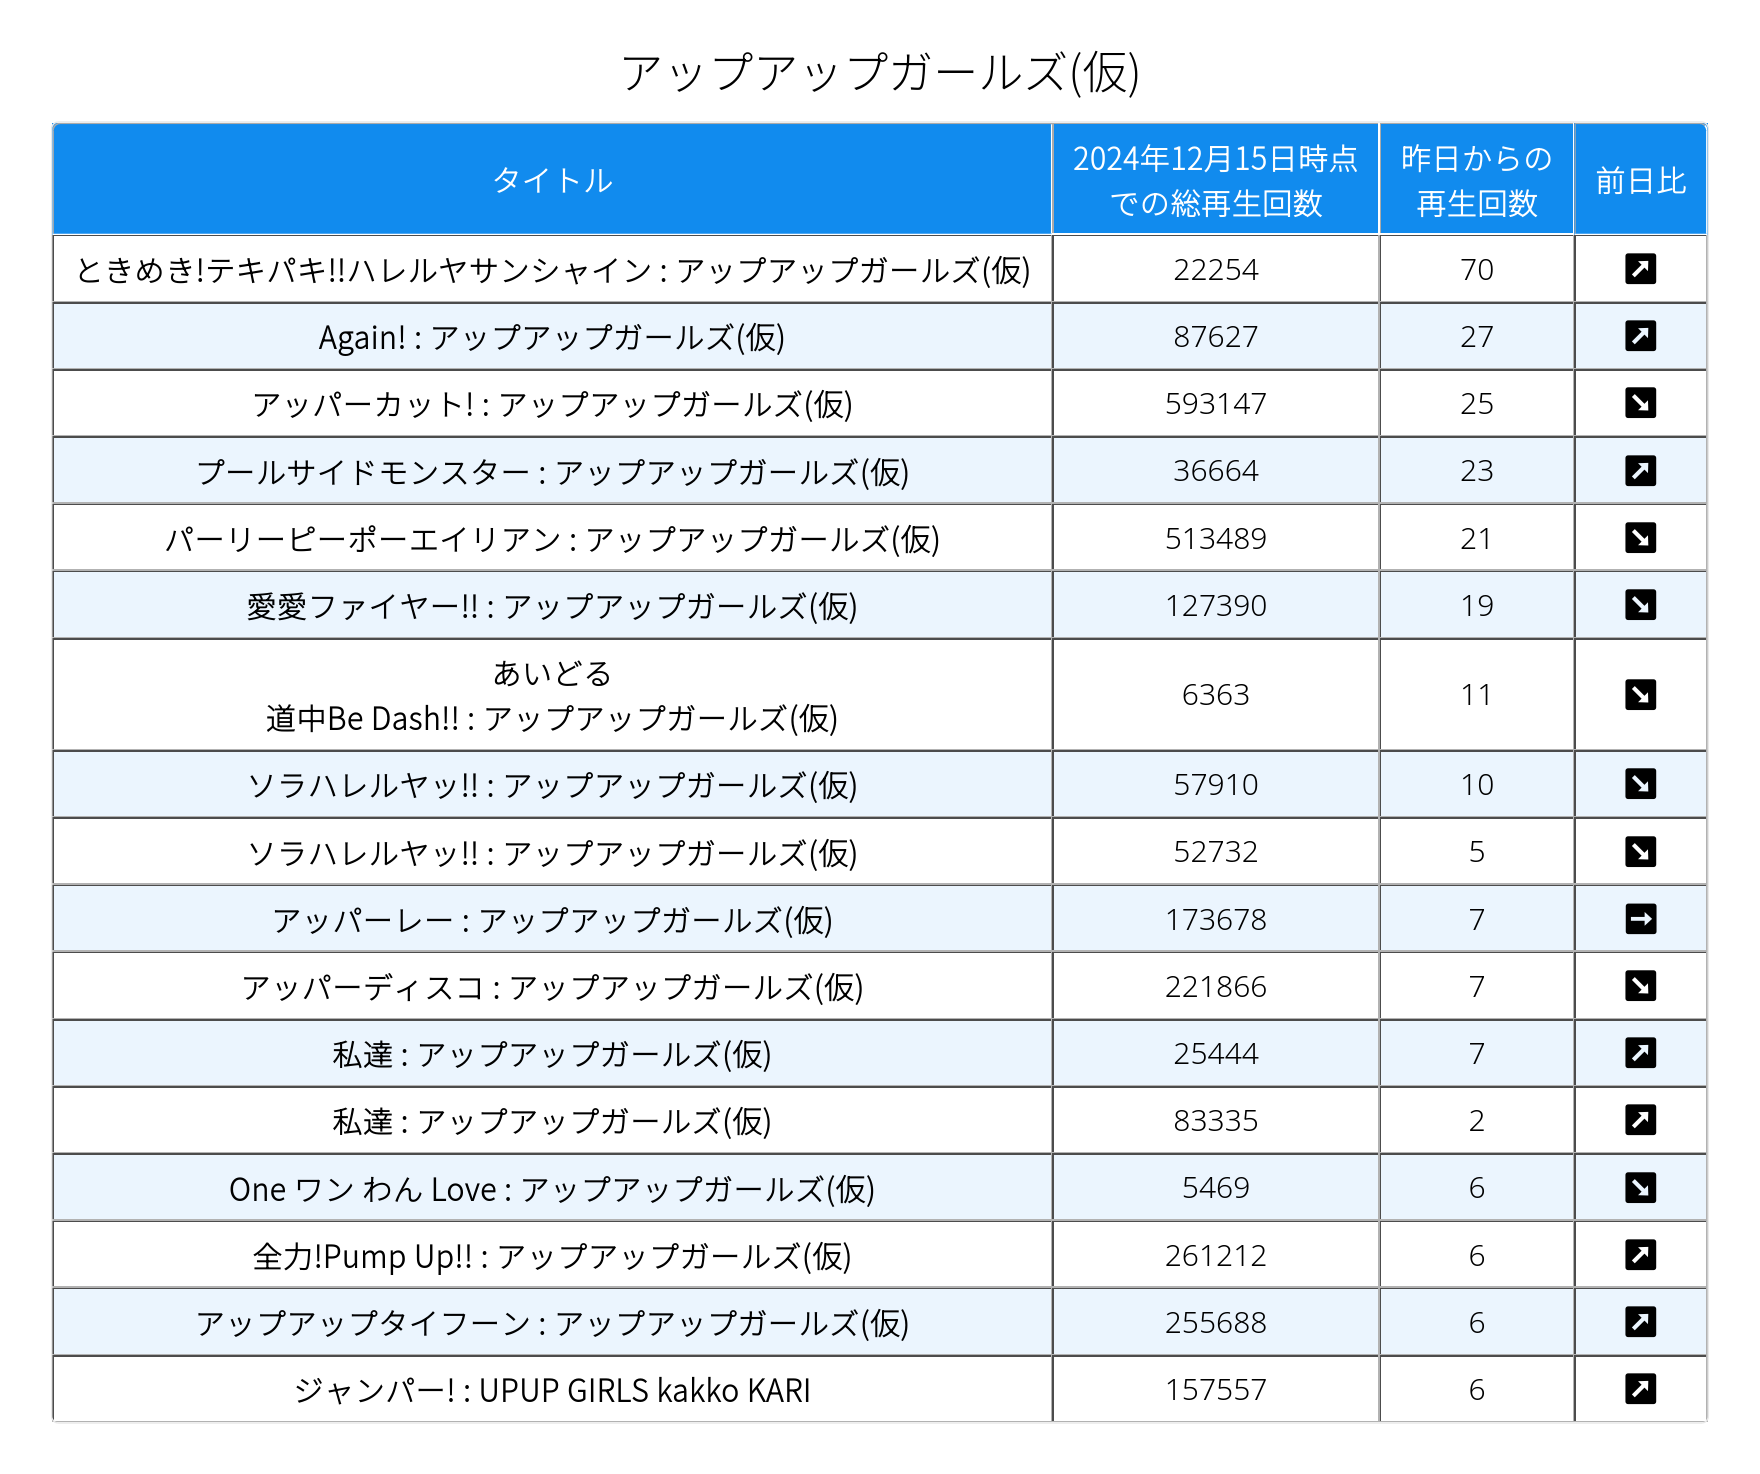 アップアップガールズ(仮)
タイトル 2024年12月15日時点での総再生回数 昨日からの再生回数 前日比
ときめき!テキパキ!!ハレルヤサンシャイン : アップアップガールズ(仮) 22254 70 ↗
Again! : アップアップガールズ(仮) 87627 27 ↗
アッパーカット! : アップアップガールズ(仮) 593147 25 ↘
プールサイドモンスター : アップアップガールズ(仮) 36664 23 ↗
パーリーピーポーエイリアン : アップアップガールズ(仮) 513489 21 ↘
愛愛ファイヤー!! : アップアップガールズ(仮) 127390 19 ↘
あいどる
道中Be Dash!! : アップアップガールズ(仮) 6363 11 ↘
ソラハレルヤッ!! : アップアップガールズ(仮) 57910 10 ↘
ソラハレルヤッ!! : アップアップガールズ(仮) 52732 5 ↘
アッパーレー : アップアップガールズ(仮) 173678 7 →
アッパーディスコ : アップアップガールズ(仮) 221866 7 ↘
私達 : アップアップガールズ(仮) 25444 7 ↗
私達 : アップアップガールズ(仮) 83335 2 ↗
One ワン わん Love : アップアップガールズ(仮) 5469 6 ↘
全力!Pump Up!! : アップアップガールズ(仮) 261212 6 ↗
アップアップタイフーン : アップアップガールズ(仮) 255688 6 ↗
ジャンパー! : UPUP GIRLS kakko KARI 157557 6 ↗